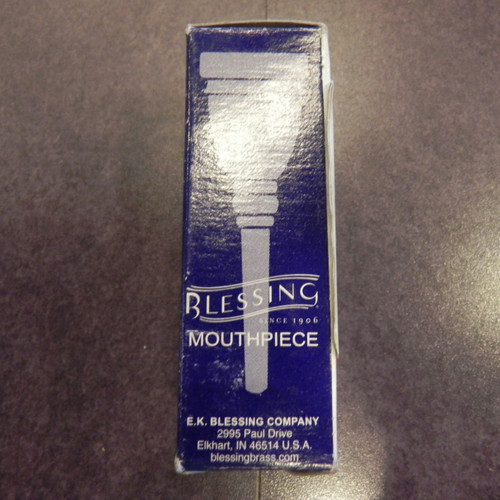 BLESSING
SINCE 1906
MOUTHPIECE
E.K. BLESSING COMPANY
2995 Paul Drive
Elkhart, IN 46514 U.S.A.
blessingbrass.com